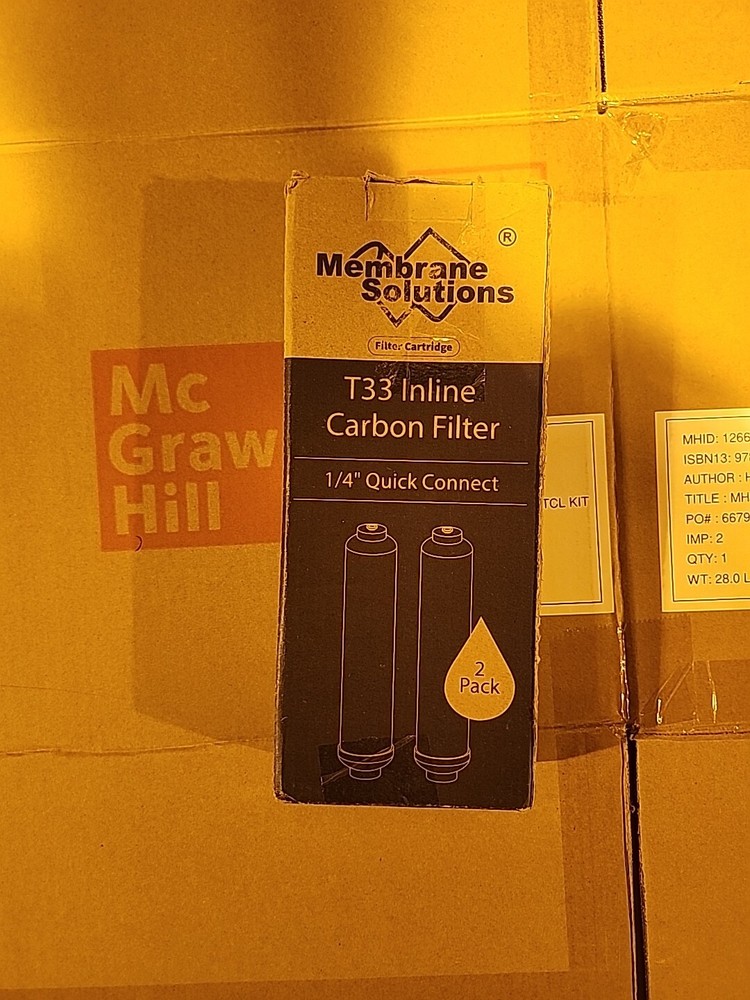 Membrane
Solutions
®
Filter Cartridge
T33 Inline
Carbon Filter
1/4" Quick Connect
2
Pack
Mc
Graw
Hill
TCL KIT
MHID: 1266
ISBN13: 97
AUTHOR : H
TITLE : MH
PO# : 6679
IMP: 2
QTY: 1
WT: 28.0 L